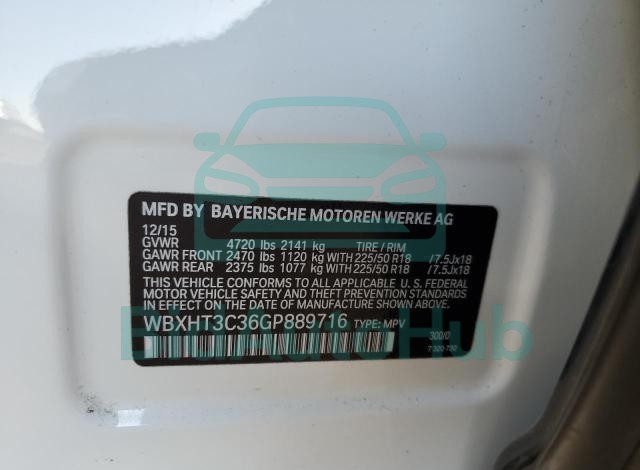 MFD BY BAYERISCHE MOTOREN WERKE AG
12/15
GVWR 4720 lbs 2141 kg TIRE / RIM
GAWR FRONT 2470 lbs 1120 kg WITH 225/50 R18 /7.5Jx18
GAWR REAR 2375 lbs 1077 kg WITH 225/50 R18 /7.5Jx18
THIS VEHICLE CONFORMS TO ALL APPLICABLE U.S. FEDERAL
MOTOR VEHICLE SAFETY, BUMPER AND THEFT PREVENTION STANDARDS
IN EFFECT ON THE DATE OF MANUFACTURE SHOWN ABOVE.
WBXHT3C36GP889716 TYPE: MPV
300/0